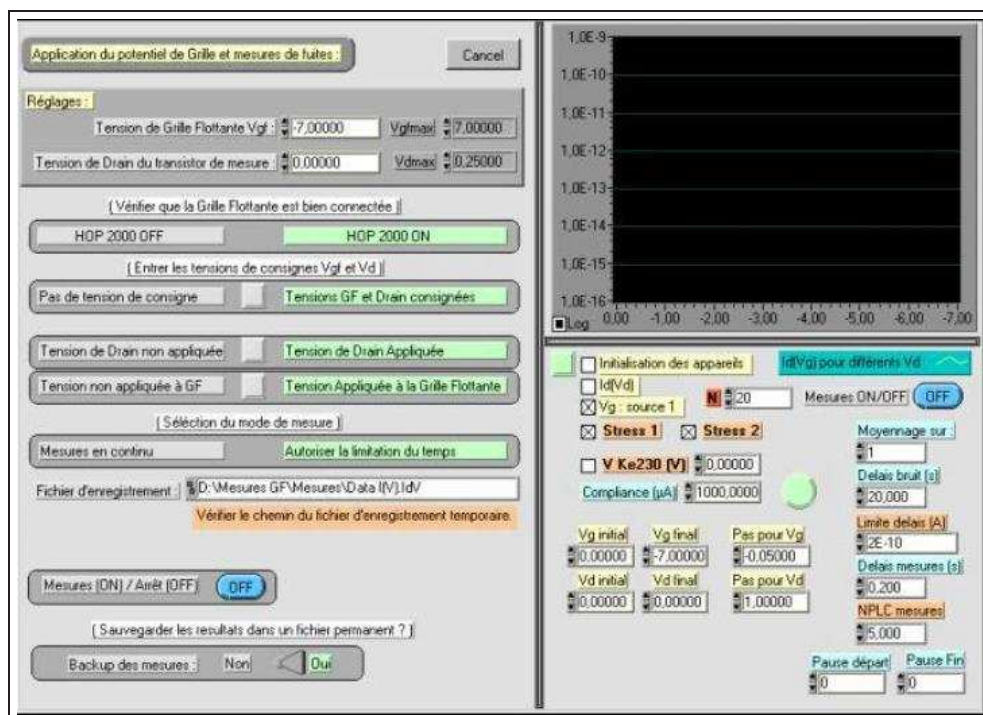 Application du potentiel de Grille et mesures de fuites :
Cancel
Réglages :
Tension de Grille Flottante Vgf : -7,00000 Vgfmax 7,00000
Tension de Drain du transistor de mesure : 0,00000 Vdmax 0,25000
[ Vérifier que la Grille Flottante est bien connectée ]
HOP 2000 OFF HOP 2000 ON
[ Entrer les tensions de consignes Vgf et Vd ]
Pas de tension de consigne Tensions GF et Drain consignées
Tension de Drain non appliquée Tension de Drain Appliquée
Tension non appliquée à GF Tension Appliquée à la Grille Flottante
[ Séléction du mode de mesure ]
Mesures en continu Autoriser la limitation du temps
Fichier d'enregistrement : D:\Mesures GF\Mesures\Data I(V).IdV
Vérifier le chemin du fichier d'enregistrement temporaire.
Mesures (ON) / Arrêt (OFF) OFF
[ Sauvegarder les resultats dans un fichier permanent ? ]
Backup des mesures : Non Oui
1,0E-9
1,0E-10
1,0E-11
1,0E-12
1,0E-13
1,0E-14
1,0E-15
1,0E-16
Log 0,00 -1,00 -2,00 -3,00 -4,00 -5,00 -6,00 -7,00
Initialisation des appareils Id(Vg) pour différents Vd
Id(Vd)
Vg : source 1 N 20 Mesures ON/OFF OFF
Stress 1 Stress 2
V Ke230 (V) 0,00000
Compliance (µA) 1000,0000
Vg initial Vg final Pas pour Vg
0,00000 -7,00000 -0,05000
Vd initial Vd final Pas pour Vd
0,00000 0,00000 1,00000
Moyennage sur :
1
Delais bruit (s)
20,000
Limite delais (A)
2E-10
Delais mesures (s)
0,200
NPLC mesures
5,000
Pause départ Pause Fin
0 0